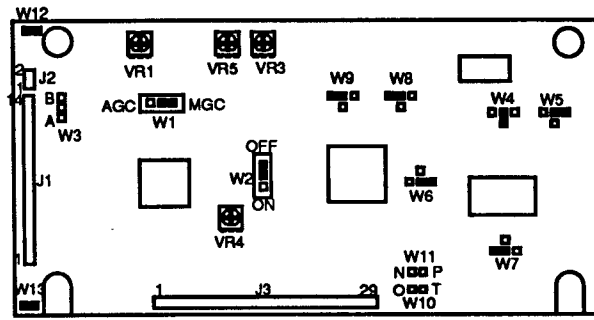 W12
2 J2
1
14 B
A
W3
VR1 VR5 VR3
AGC MGC
W1
OFF
W2
ON
VR4
W9 W8
W4 W5
W6
W7
J1
1
W13
1 J3 29
W11
N P
O T
W10